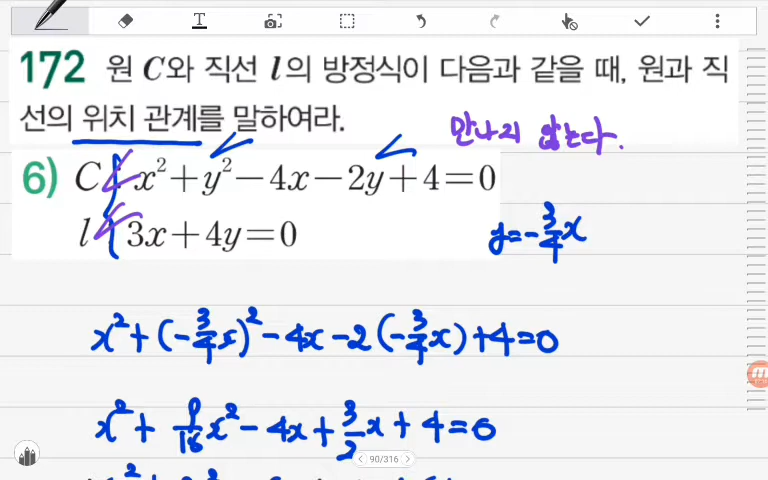 172 원 C와 직선 l의 방정식이 다음과 같을 때, 원과 직
선의 위치 관계를 말하여라.
만나지 않는다.
6) C: x²+y²-4x-2y+4=0
l: 3x+4y=0
y=-3/4x
x²+(-3/4x)²-4x-2(-3/4x)+4=0
x²+9/16x²-4x+3/2x+4=0
90/316